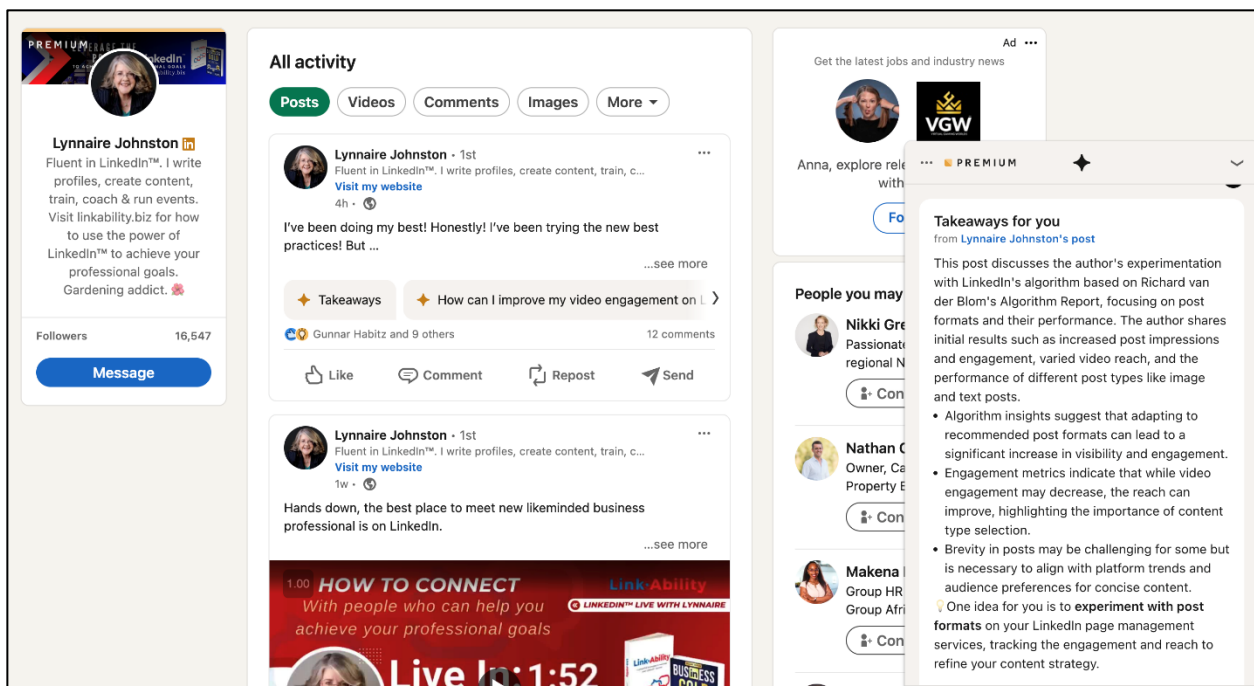 PREMIUM
LinkedIn
Lynnaire Johnston in
Fluent in LinkedIn™. I write
profiles, create content,
train, coach & run events.
Visit linkability.biz for how
to use the power of
LinkedIn™ to achieve your
professional goals.
Gardening addict. 🌺
Followers 16,547
Message
All activity
Posts Videos Comments Images More
Lynnaire Johnston • 1st
Fluent in LinkedIn™. I write profiles, create content, train, c...
Visit my website
4h •
I've been doing my best! Honestly! I've been trying the new best
practices! But ...
...see more
Takeaways
How can I improve my video engagement on L
Gunnar Habitz and 9 others 12 comments
Like Comment Repost Send
Lynnaire Johnston • 1st
Fluent in LinkedIn™. I write profiles, create content, train, c...
Visit my website
1w •
Hands down, the best place to meet new likeminded business
professional is on LinkedIn.
...see more
1.00 HOW TO CONNECT
With people who can help you
achieve your professional goals
Link·Ability
LINKEDIN™ LIVE WITH LYNNAIRE
Live In: 1:52
Link·Ability
BUSINESS
GOLD
Ad
Get the latest jobs and industry news
VGW
Anna, explore rele
with
Fo
People you may
Nikki Gre
Passionate
regional N
Con
Nathan C
Owner, Ca
Property E
Con
Makena
Group HR
Group Afri
Con
PREMIUM
Takeaways for you
from Lynnaire Johnston's post
This post discusses the author's experimentation
with LinkedIn's algorithm based on Richard van
der Blom's Algorithm Report, focusing on post
formats and their performance. The author shares
initial results such as increased post impressions
and engagement, varied video reach, and the
performance of different post types like image
and text posts.
• Algorithm insights suggest that adapting to
recommended post formats can lead to a
significant increase in visibility and engagement.
• Engagement metrics indicate that while video
engagement may decrease, the reach can
improve, highlighting the importance of content
type selection.
• Brevity in posts may be challenging for some but
is necessary to align with platform trends and
audience preferences for concise content.
💡One idea for you is to experiment with post
formats on your LinkedIn page management
services, tracking the engagement and reach to
refine your content strategy.